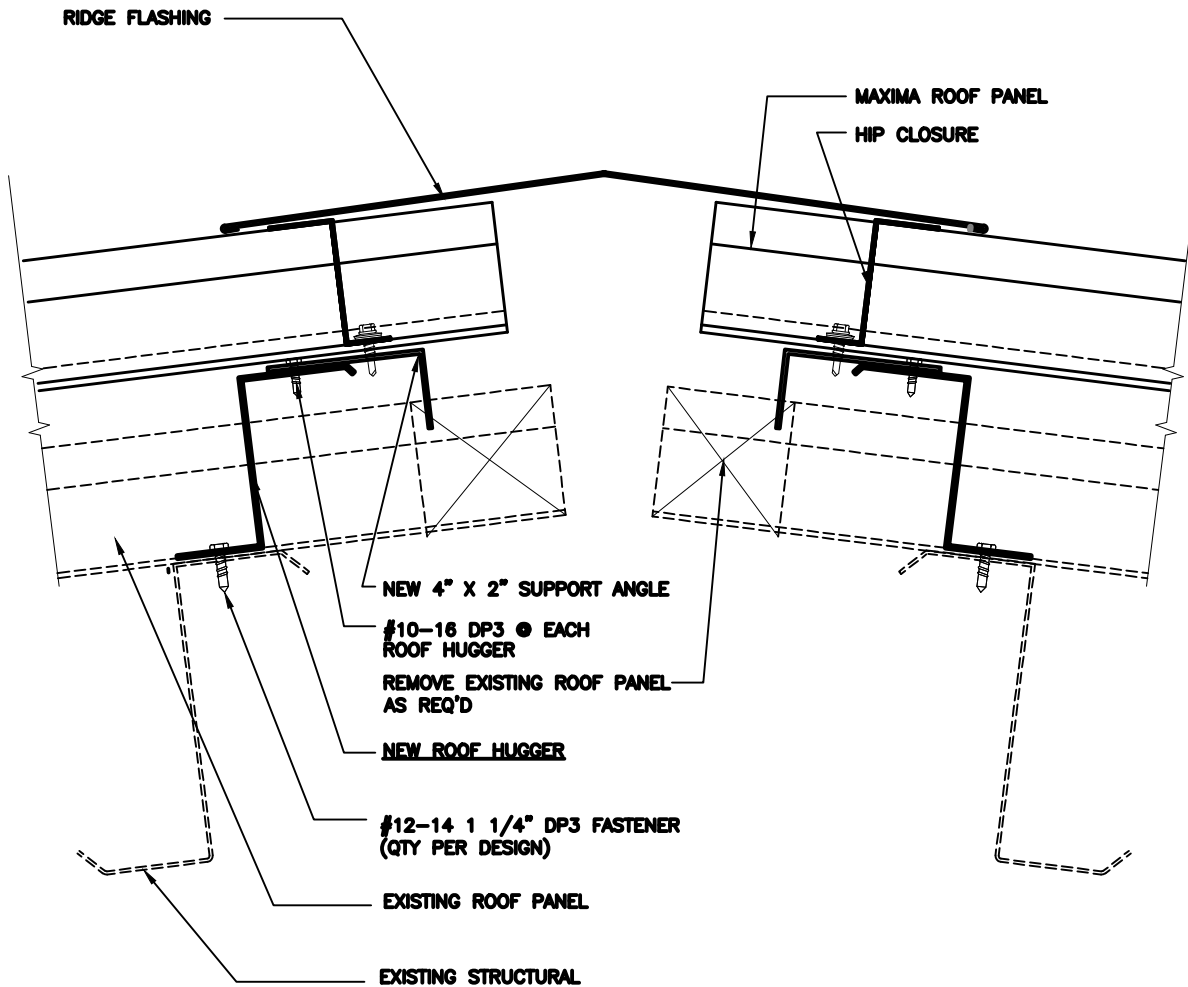 RIDGE FLASHING
MAXIMA ROOF PANEL
HIP CLOSURE
NEW 4" X 2" SUPPORT ANGLE
#10-16 DP3 @ EACH
ROOF HUGGER
REMOVE EXISTING ROOF PANEL
AS REQ'D
NEW ROOF HUGGER
#12-14 1 1/4" DP3 FASTENER
(QTY PER DESIGN)
EXISTING ROOF PANEL
EXISTING STRUCTURAL